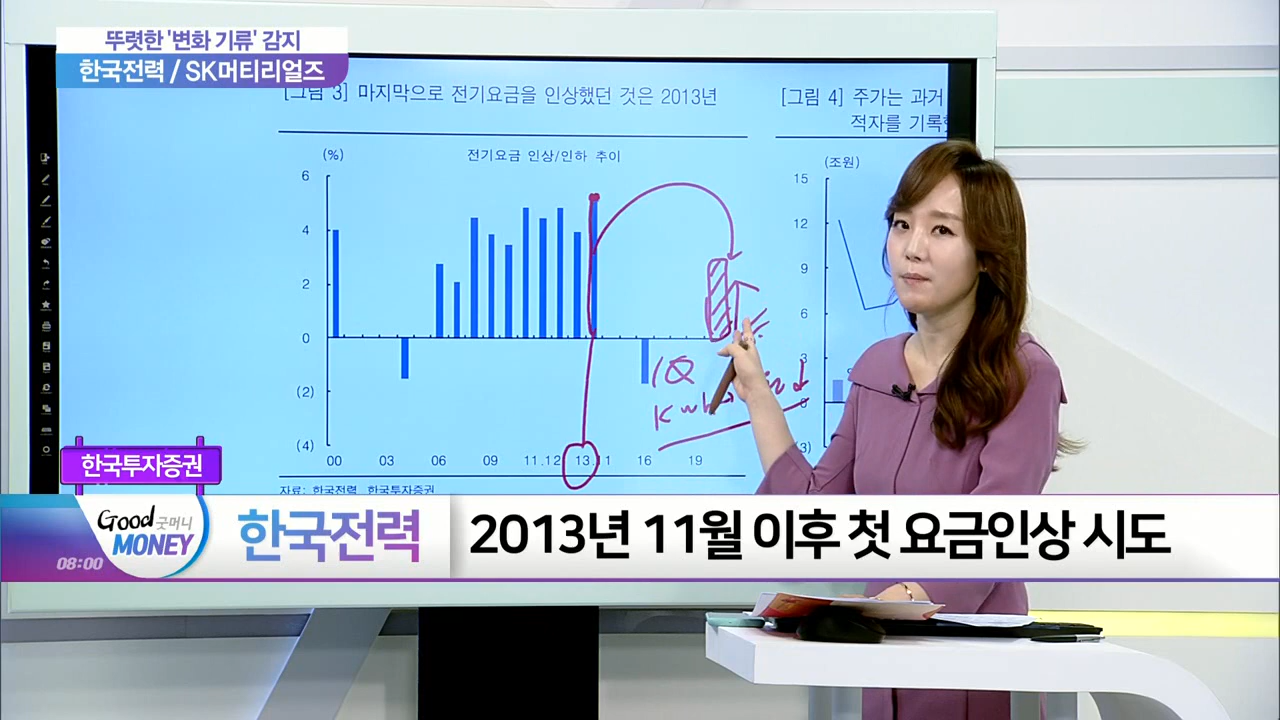 뚜렷한 '변화 기류' 감지
한국전력 / SK머티리얼즈
[그림 3] 마지막으로 전기요금을 인상했던 것은 2013년
[그림 4] 주가는 과거
적자를 기록했
(%)
전기요금 인상/인하 추이
(조원)
6
4
2
0
(2)
(4)
00 03 06 09 11.12 13.11 16 19
15
12
9
6
3
0
(3)
1Q
Kwh
자료: 한국전력, 한국투자증권
한국투자증권
Good 굿머니
MONEY
08:00
한국전력
2013년 11월 이후 첫 요금인상 시도